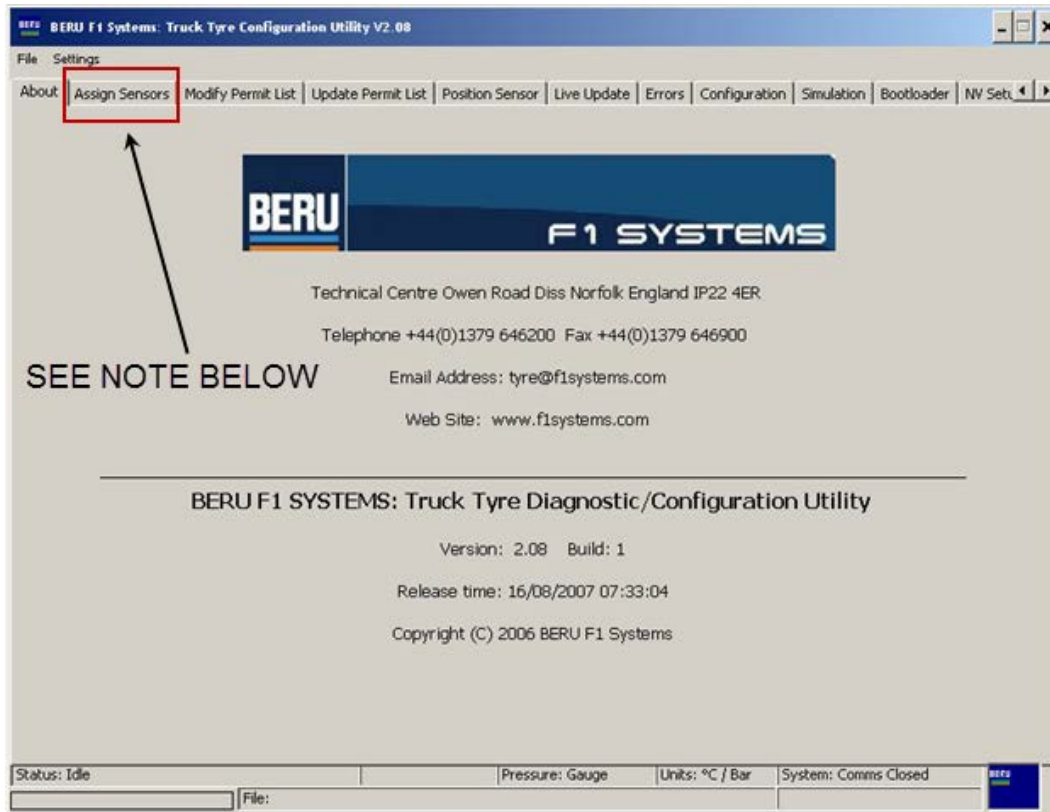 BERU F1 Systems: Truck Tyre Configuration Utility V2.08
File Settings
About Assign Sensors Modify Permit List Update Permit List Position Sensor Live Update Errors Configuration Simulation Bootloader NV Setu
BERU
F1 SYSTEMS
Technical Centre Owen Road Diss Norfolk England IP22 4ER
Telephone +44(0)1379 646200 Fax +44(0)1379 646900
SEE NOTE BELOW
Email Address: tyre@f1systems.com
Web Site: www.f1systems.com
BERU F1 SYSTEMS: Truck Tyre Diagnostic/Configuration Utility
Version: 2.08 Build: 1
Release time: 16/08/2007 07:33:04
Copyright (C) 2006 BERU F1 Systems
Status: Idle Pressure: Gauge Units: °C / Bar System: Comms Closed
File: